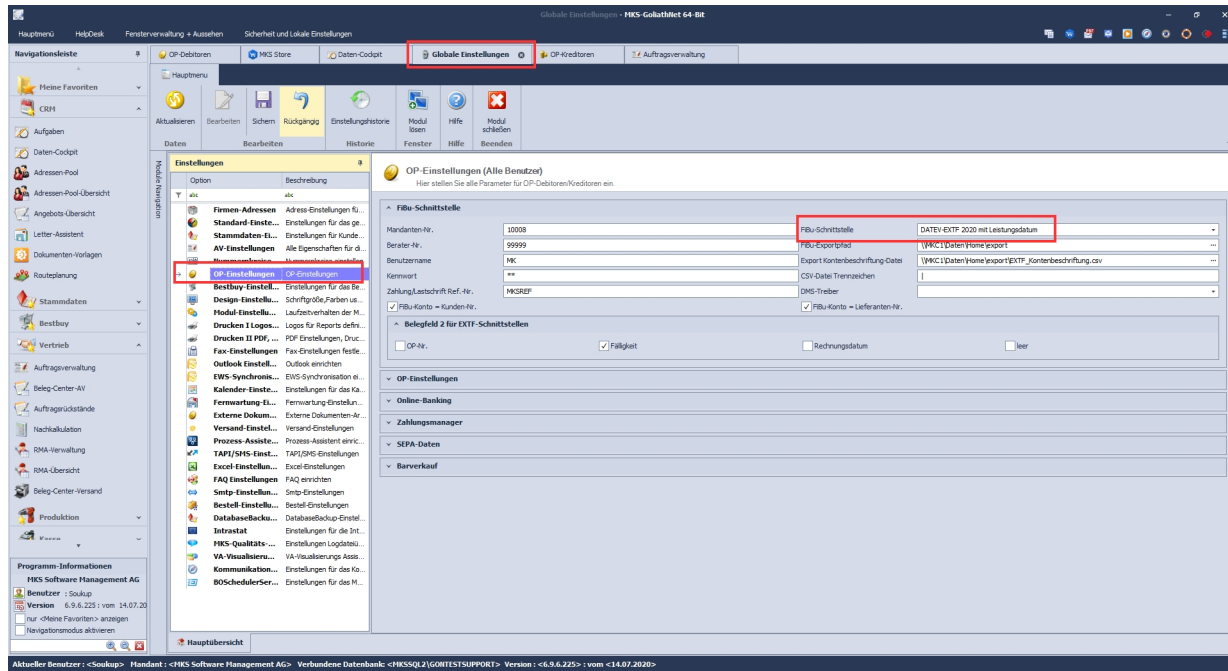 Globale Einstellungen - MKS-GoliathNet 64-Bit
Hauptmenü HelpDesk Fensterverwaltung + Aussehen Sicherheit und Lokale Einstellungen
Navigationsleiste
OP-Debitoren MKS Store Daten-Cockpit Globale Einstellungen OP-Kreditoren Auftragsverwaltung
Hauptmenu
Aktualisieren Bearbeiten Sichern Rückgängig Einstellungshistorie Modul lösen Hilfe Modul schließen
Daten Bearbeiten Historie Fenster Hilfe Beenden
Meine Favoriten
CRM
Aufgaben
Daten-Cockpit
Adressen-Pool
Adressen-Pool-Übersicht
Angebots-Übersicht
Letter-Assistent
Dokumenten-Vorlagen
Routeplanung
Stammdaten
Bestbuy
Vertrieb
Auftragsverwaltung
Beleg-Center-AV
Auftragsrückstände
Nachkalkulation
RMA-Verwaltung
RMA-Übersicht
Beleg-Center-Versand
Produktion
Kasse
Programm-Informationen
MKS Software Management AG
Benutzer : Soukup
Version 6.9.6.225 : vom 14.07.20
nur <Meine Favoriten> anzeigen
Navigationsmodus aktivieren
Module Navigation
Einstellungen
Option Beschreibung
abc abc
Firmen-Adressen Adress-Einstellungen fü...
Standard-Einste... Einstellungen für das ge...
Stammdaten-Ei... Einstellungen für Kunde...
AV-Einstellungen Alle Eigenschaften für di...
Nummernkreise Nummernkreise einstellen
OP-Einstellungen OP-Einstellungen
Bestbuy-Einstell... Einstellungen für das Be...
Design-Einstellu... Schriftgröße,Farben us...
Modul-Einstellu... Laufzeitverhalten der M...
Drucken I Logos... Logos für Reports defini...
Drucken II PDF, ... PDF Einstellungen, Druc...
Fax-Einstellungen Fax-Einstellungen festle...
Outlook Einstell... Outlook einrichten
EWS-Synchronis... EWS-Synchronisation ei...
Kalender-Einste... Einstellungen für das Ka...
Fernwartung-Ei... Fernwartung-Einstellun...
Externe Dokum... Externe Dokumenten-Ar...
Versand-Einstel... Versand-Einstellungen
Prozess-Assiste... Prozess-Assistent einric...
TAPI/SMS-Einst... TAPI/SMS-Einstellungen
Excel-Einstellun... Excel-Einstellungen
FAQ Einstellungen FAQ einrichten
Smtp-Einstellun... Smtp-Einstellungen
Bestell-Einstellu... Bestell-Einstellungen
DatabaseBacku... DatabaseBackup-Einstel...
Intrastat Einstellungen für die Int...
MKS-Qualitäts-... Einstellungen Logdateiü...
VA-Visualisieru... VA-Visualisierungs Assis...
Kommunikation... Einstellungen für das Ko...
BOSchedulerSer... Einstellungen für das M...
Hauptübersicht
OP-Einstellungen (Alle Benutzer)
Hier stellen Sie alle Parameter für OP-Debitoren/Kreditoren ein.
FiBu-Schnittstelle
Mandanten-Nr. 10008 FiBu-Schnittstelle DATEV-EXTF 2020 mit Leistungsdatum
Berater-Nr. 99999 FiBu-Exportpfad \\MKC1\Daten\Home\export
Benutzername MK Export Kontenbeschriftung-Datei \\MKC1\Daten\Home\export\EXTF_Kontenbeschriftung.csv
Kennwort ** CSV-Datei Trennzeichen |
Zahlung/Lastschrift Ref.-Nr. MKSREF DMS-Treiber
FiBu-Konto = Kunden-Nr. FiBu-Konto = Lieferanten-Nr.
Belegfeld 2 für EXTF-Schnittstellen
OP-Nr. Fälligkeit Rechnungsdatum leer
OP-Einstellungen
Online-Banking
Zahlungsmanager
SEPA-Daten
Barverkauf
Aktueller Benutzer : <Soukup> Mandant : <MKS Software Management AG> Verbundene Datenbank: <MKSSQL2\GONTESTSUPPORT> Version : <6.9.6.225> : vom <14.07.2020>